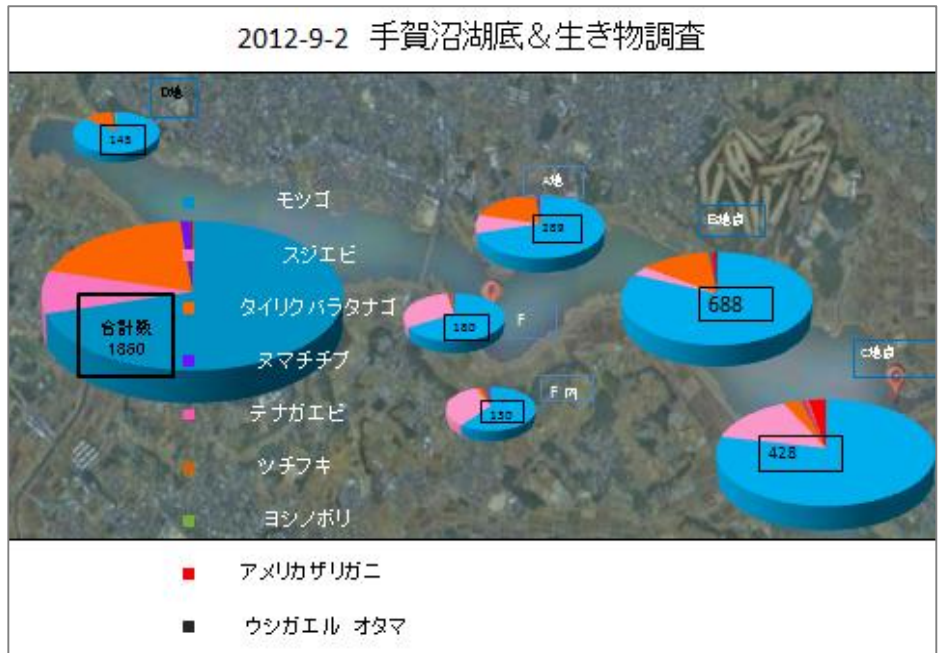 2012-9-2 手賀沼湖底＆生き物調査
D地
145
A地
289
B地点
688
C地点
428
F
180
F 内
130
合計数
1860
モツゴ
スジエビ
タイリクバラタナゴ
ヌマチチブ
テナガエビ
ツチフキ
ヨシノボリ
アメリカザリガニ
ウシガエル オタマ